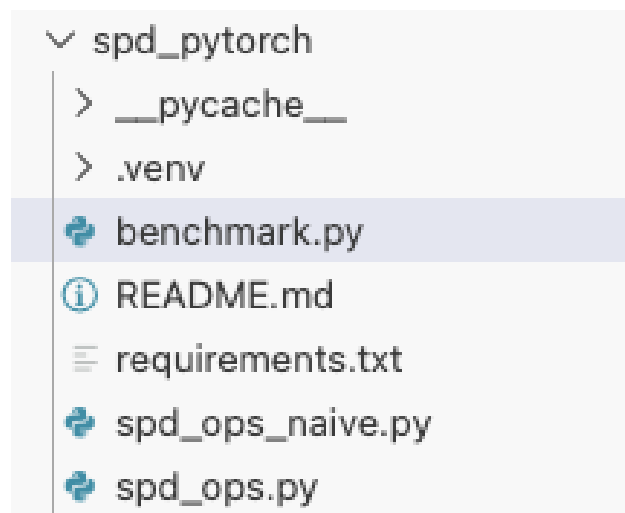 spd_pytorch
__pycache__
.venv
benchmark.py
README.md
requirements.txt
spd_ops_naive.py
spd_ops.py